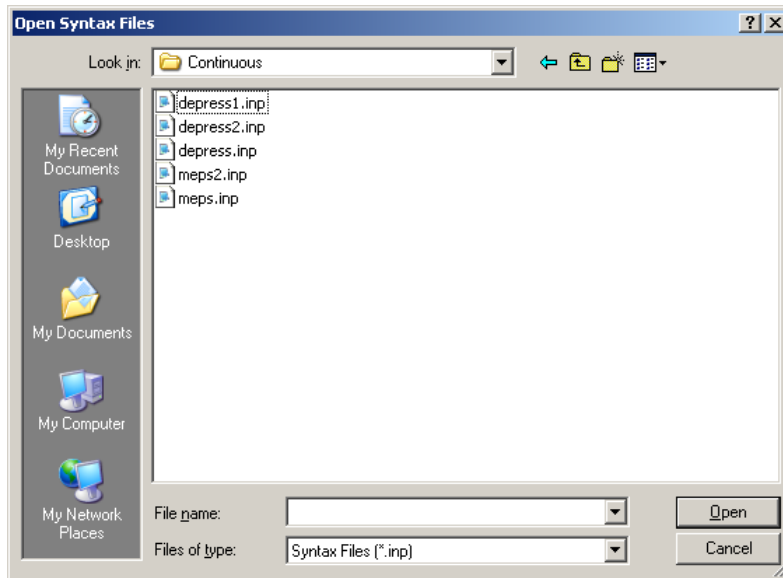 Open Syntax Files
Look in:
Continuous
depress1.inp
depress2.inp
depress.inp
meps2.inp
meps.inp
My Recent
Documents
Desktop
My Documents
My Computer
My Network
Places
File name:
Open
Files of type:
Syntax Files (*.inp)
Cancel